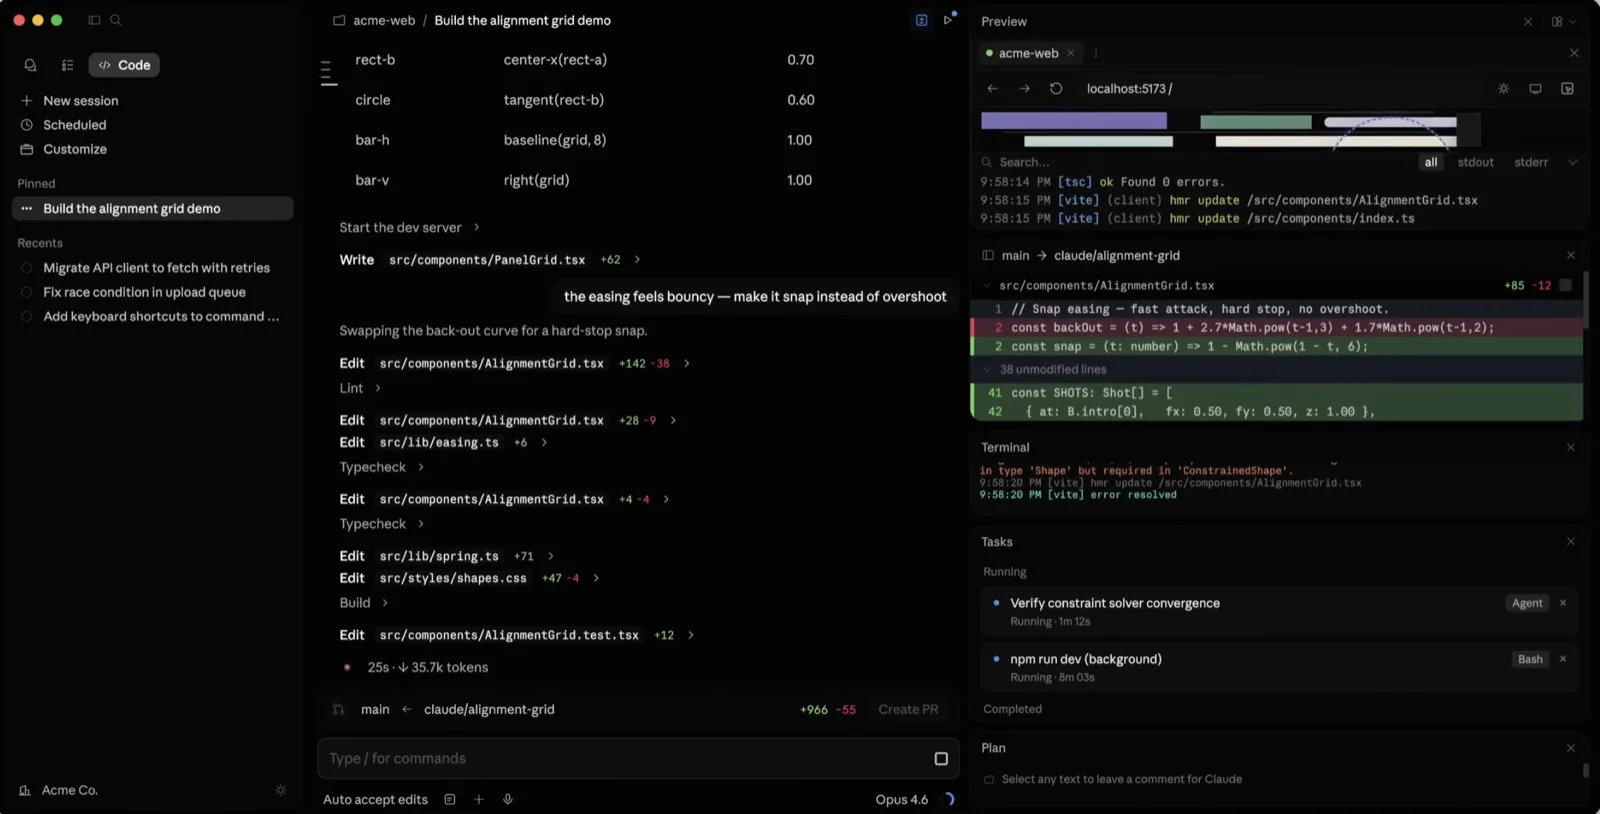 Code
New session
Scheduled
Customize
Pinned
Build the alignment grid demo
Recents
Migrate API client to fetch with retries
Fix race condition in upload queue
Add keyboard shortcuts to command ...
Acme Co.
acme-web / Build the alignment grid demo
rect-b center-x(rect-a) 0.70
circle tangent(rect-b) 0.60
bar-h baseline(grid, 8) 1.00
bar-v right(grid) 1.00
Start the dev server >
Write src/components/PanelGrid.tsx +62 >
the easing feels bouncy — make it snap instead of overshoot
Swapping the back-out curve for a hard-stop snap.
Edit src/components/AlignmentGrid.tsx +142 -38 >
Lint >
Edit src/components/AlignmentGrid.tsx +28 -9 >
Edit src/lib/easing.ts +6 >
Typecheck >
Edit src/components/AlignmentGrid.tsx +4 -4 >
Typecheck >
Edit src/lib/spring.ts +71 >
Edit src/styles/shapes.css +47 -4 >
Build >
Edit src/components/AlignmentGrid.test.tsx +12 >
25s · ↓ 35.7k tokens
main ← claude/alignment-grid +966 -55 Create PR
Type / for commands
Auto accept edits Opus 4.6
Preview
acme-web
localhost:5173/
Search... all stdout stderr
9:58:14 PM [tsc] ok Found 0 errors.
9:58:15 PM [vite] (client) hmr update /src/components/AlignmentGrid.tsx
9:58:15 PM [vite] (client) hmr update /src/components/index.ts
main → claude/alignment-grid
src/components/AlignmentGrid.tsx +85 -12
1 // Snap easing — fast attack, hard stop, no overshoot.
2 const backOut = (t) => 1 + 2.7*Math.pow(t-1,3) + 1.7*Math.pow(t-1,2);
2 const snap = (t: number) => 1 - Math.pow(1 - t, 6);
38 unmodified lines
41 const SHOTS: Shot[] = [
42 { at: B.intro[0], fx: 0.50, fy: 0.50, z: 1.00 },
Terminal
in type 'Shape' but required in 'ConstrainedShape'.
9:58:20 PM [vite] hmr update /src/components/AlignmentGrid.tsx
9:58:20 PM [vite] error resolved
Tasks
Running
Verify constraint solver convergence Agent
Running · 1m 12s
npm run dev (background) Bash
Running · 8m 03s
Completed
Plan
Select any text to leave a comment for Claude